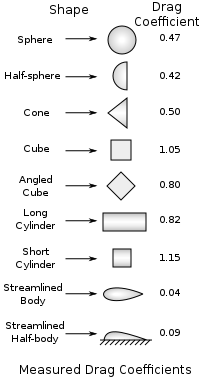 Shape Drag Coefficient
Sphere 0.47
Half-sphere 0.42
Cone 0.50
Cube 1.05
Angled Cube 0.80
Long Cylinder 0.82
Short Cylinder 1.15
Streamlined Body 0.04
Streamlined Half-body 0.09
Measured Drag Coefficients